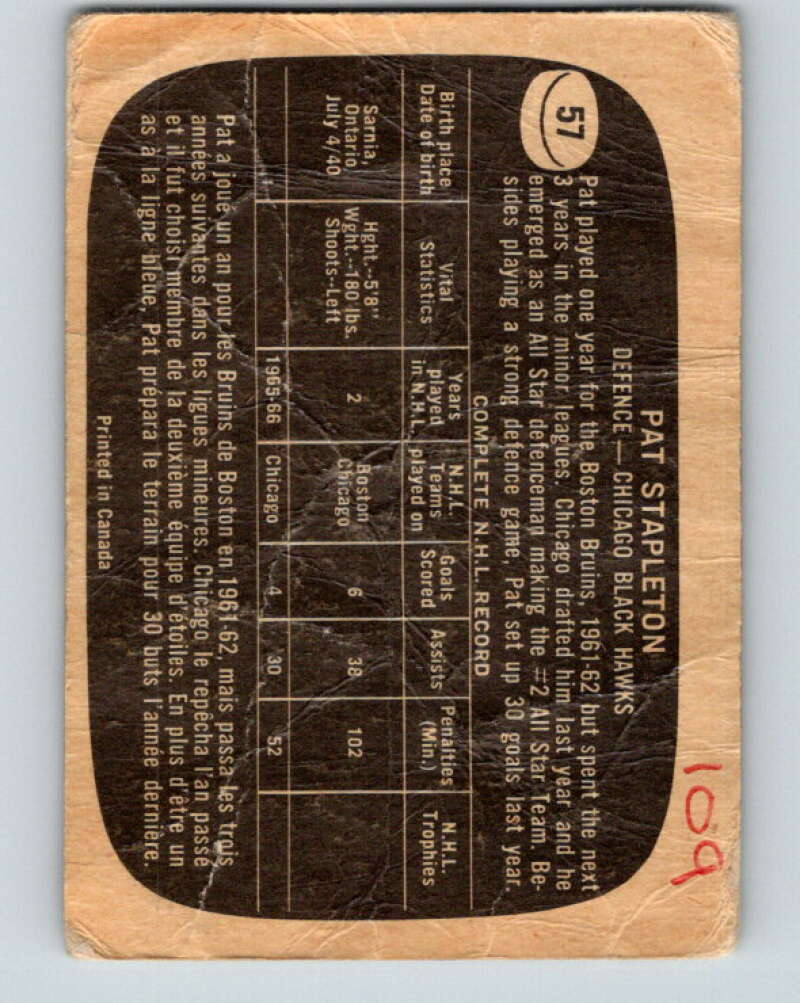 57
PAT STAPLETON
DEFENCE — CHICAGO BLACK HAWKS
Pat played one year for the Boston Bruins, 1961-62 but spent the next
3 years in the minor leagues. Chicago drafted him last year and he
emerged as an All Star defenceman making the #2 All Star Team. Be-
sides playing a strong defence game, Pat set up 30 goals last year.
COMPLETE N.H.L. RECORD
Birth place Vital Years N.H.L. Goals Assists Penalties N.H.L.
Date of birth Statistics played Teams Scored (Min.) Trophies
in N.H.L. played on
Sarnia Hght.--5'8" 2 Boston 6 38 102
Ontario Wght.--180 lbs. Chicago
July 4/40 Shoots--Left
1965-66 Chicago 4 30 52
Pat a joué un an pour les Bruins de Boston en 1961-62, mais passa les trois
années suivantes dans les ligues mineures. Chicago le repêcha l'an passé
et il fut choisi membre de la deuxième équipe d'étoiles. En plus d'être un
as à la ligne bleue, Pat prépara le terrain pour 30 buts l'année dernière.
Printed in Canada
109